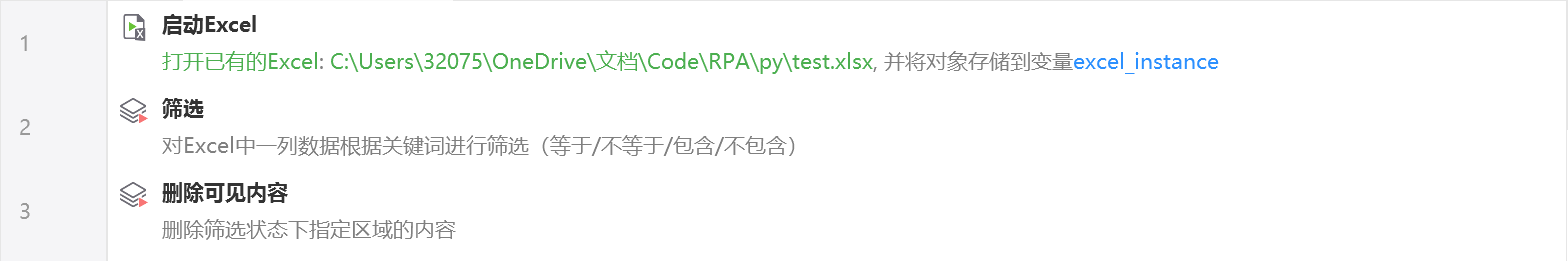 1
启动Excel
打开已有的Excel: C:\Users\32075\OneDrive\文档\Code\RPA\py\test.xlsx, 并将对象存储到变量excel_instance
2
筛选
对Excel中一列数据根据关键词进行筛选（等于/不等于/包含/不包含）
3
删除可见内容
删除筛选状态下指定区域的内容